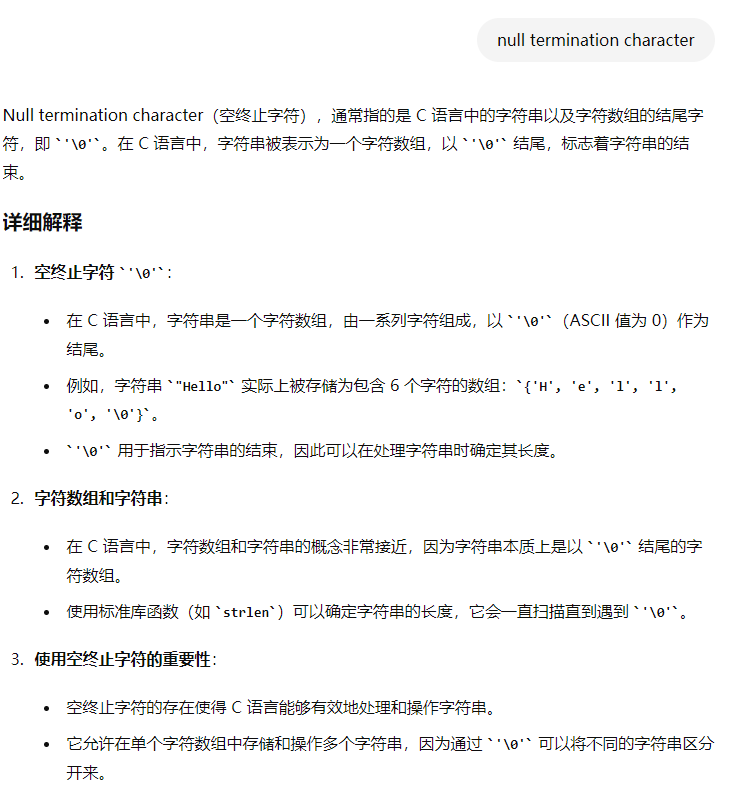 null termination character
Null termination character（空终止字符），通常指的是 C 语言中的字符串以及字符数组的结尾字
符，即 `'\0'`。在 C 语言中，字符串被表示为一个字符数组，以 `'\0'` 结尾，标志着字符串的结
束。
详细解释
1. 空终止字符 `'\0'`：
• 在 C 语言中，字符串是一个字符数组，由一系列字符组成，以 `'\0'`（ASCII 值为 0）作为
结尾。
• 例如，字符串 `"Hello"` 实际上被存储为包含 6 个字符的数组：`{'H', 'e', 'l', 'l',
'o', '\0'}`。
• `'\0'` 用于指示字符串的结束，因此可以在处理字符串时确定其长度。
2. 字符数组和字符串：
• 在 C 语言中，字符数组和字符串的概念非常接近，因为字符串本质上是以 `'\0'` 结尾的字
符数组。
• 使用标准库函数（如 `strlen`）可以确定字符串的长度，它会一直扫描直到遇到 `'\0'`。
3. 使用空终止字符的重要性：
• 空终止字符的存在使得 C 语言能够有效地处理和操作字符串。
• 它允许在单个字符数组中存储和操作多个字符串，因为通过 `'\0'` 可以将不同的字符串区分
开来。